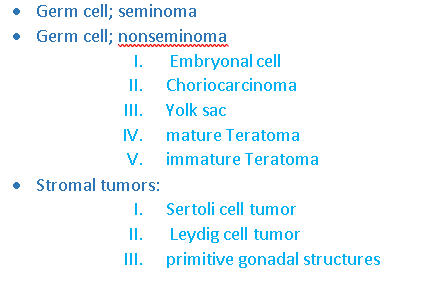 • Germ cell; seminoma
• Germ cell; nonseminoma
I. Embryonal cell
II. Choriocarcinoma
III. Yolk sac
IV. mature Teratoma
V. immature Teratoma
• Stromal tumors:
I. Sertoli cell tumor
II. Leydig cell tumor
III. primitive gonadal structures